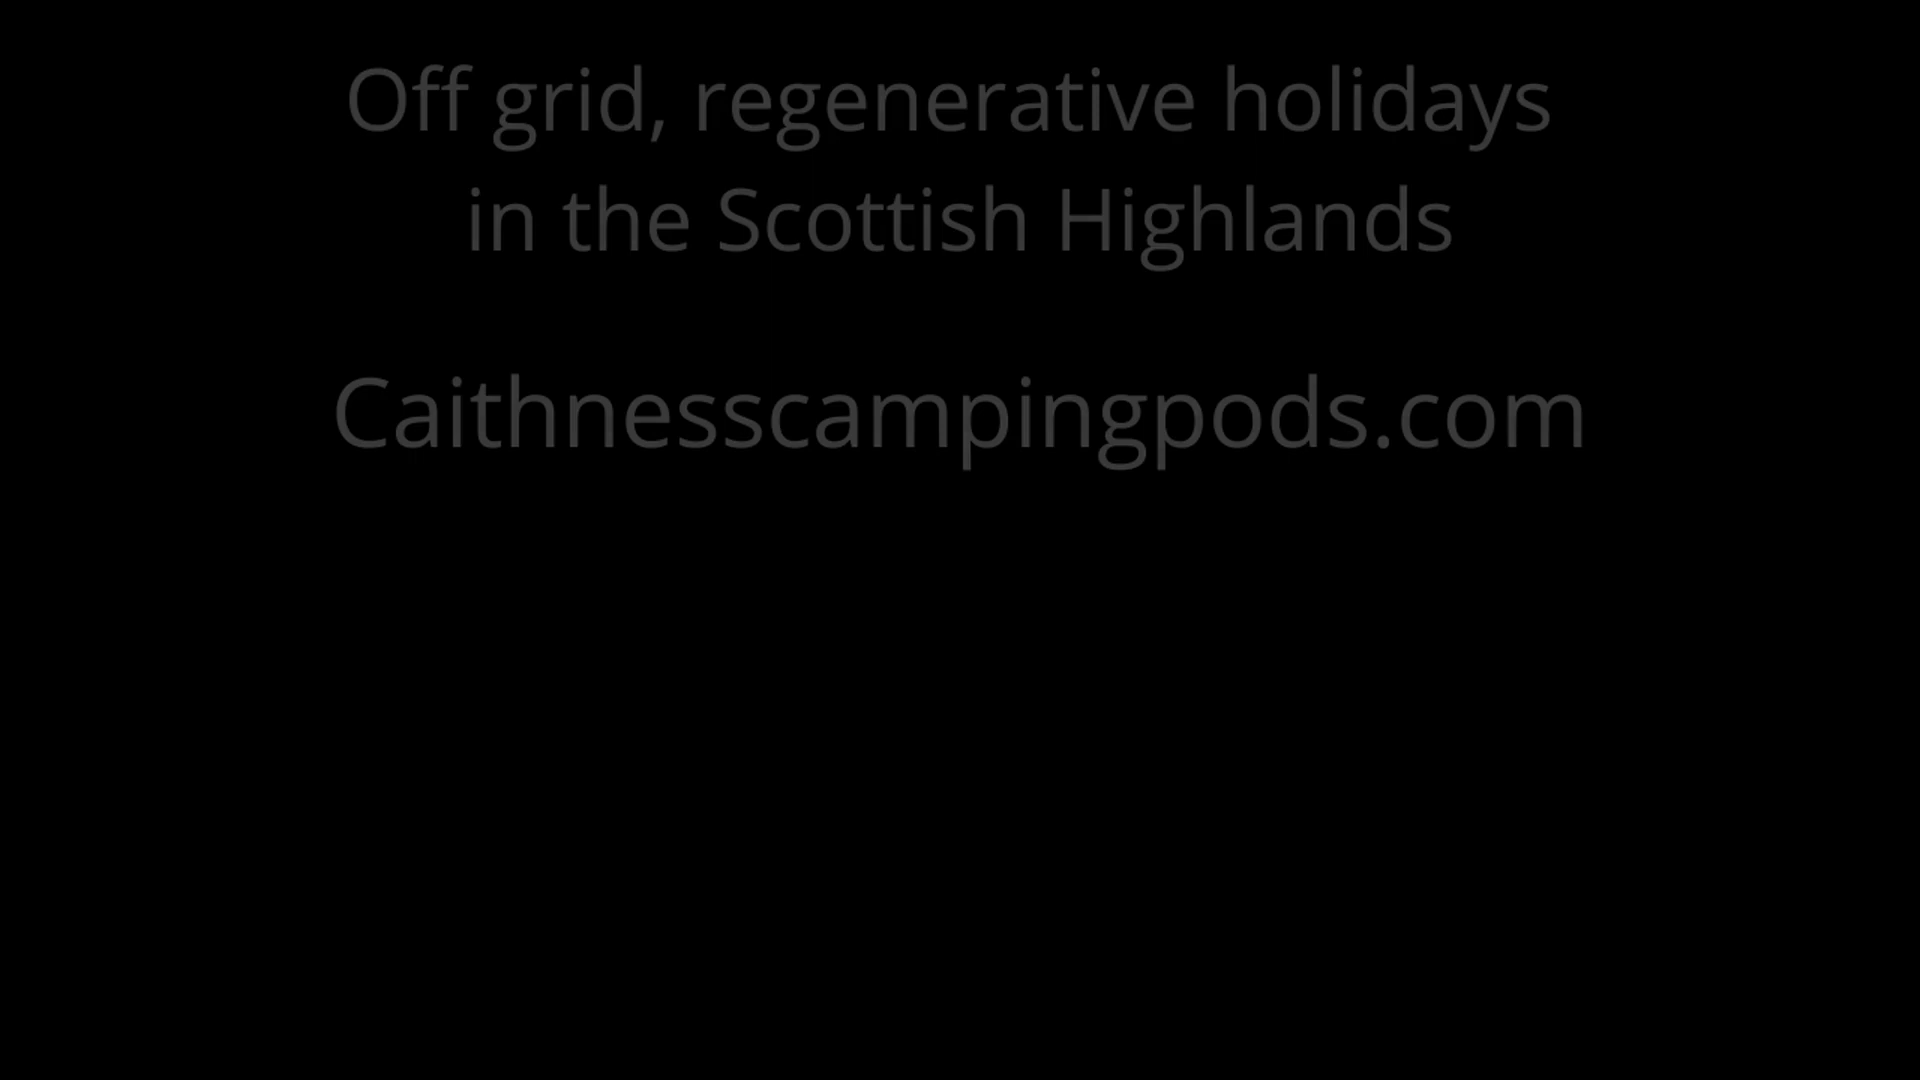 Off grid, regenerative holidays
in the Scottish Highlands
Caithnesscampingpods.com